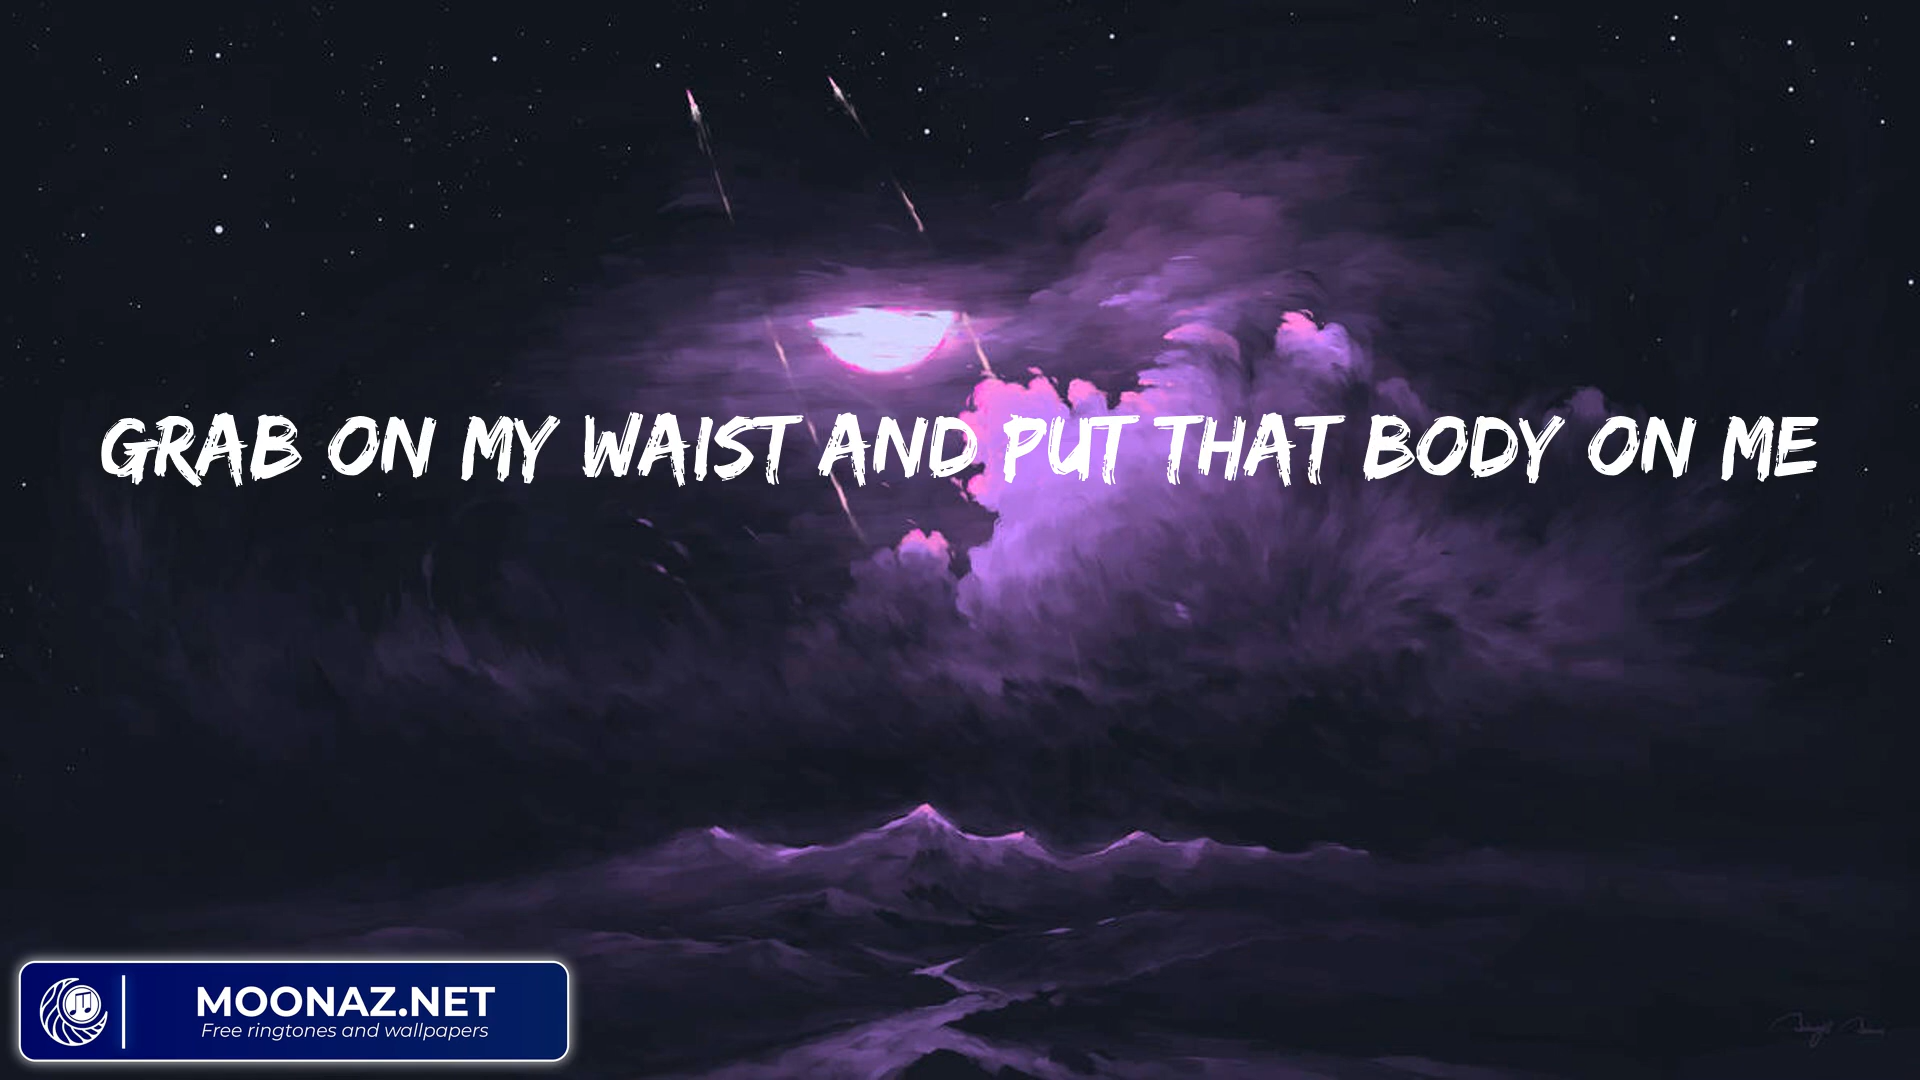 GRAB ON MY WAIST AND PUT THAT BODY ON ME
MOONAZ.NET
Free ringtones and wallpapers